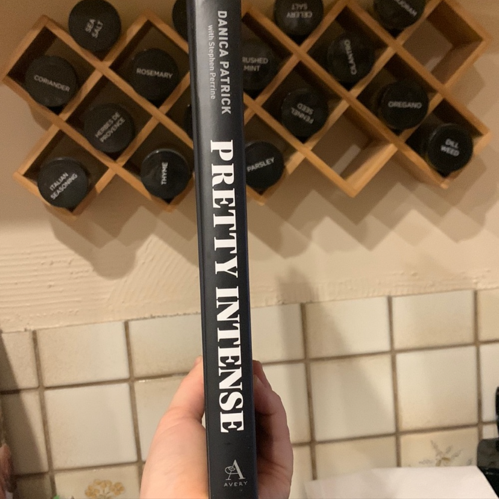 DANICA PATRICK
with Stephen Perrine
PRETTY INTENSE
A
AVERY
SEA
SALT
CELERY
SALT
CORIANDER
ROSEMARY
CILANTRO
HERBES DE
PROVENCE
FENNEL
SEED
OREGANO
ITALIAN
SEASONING
THYME
PARSLEY
DILL
WEED
MINT